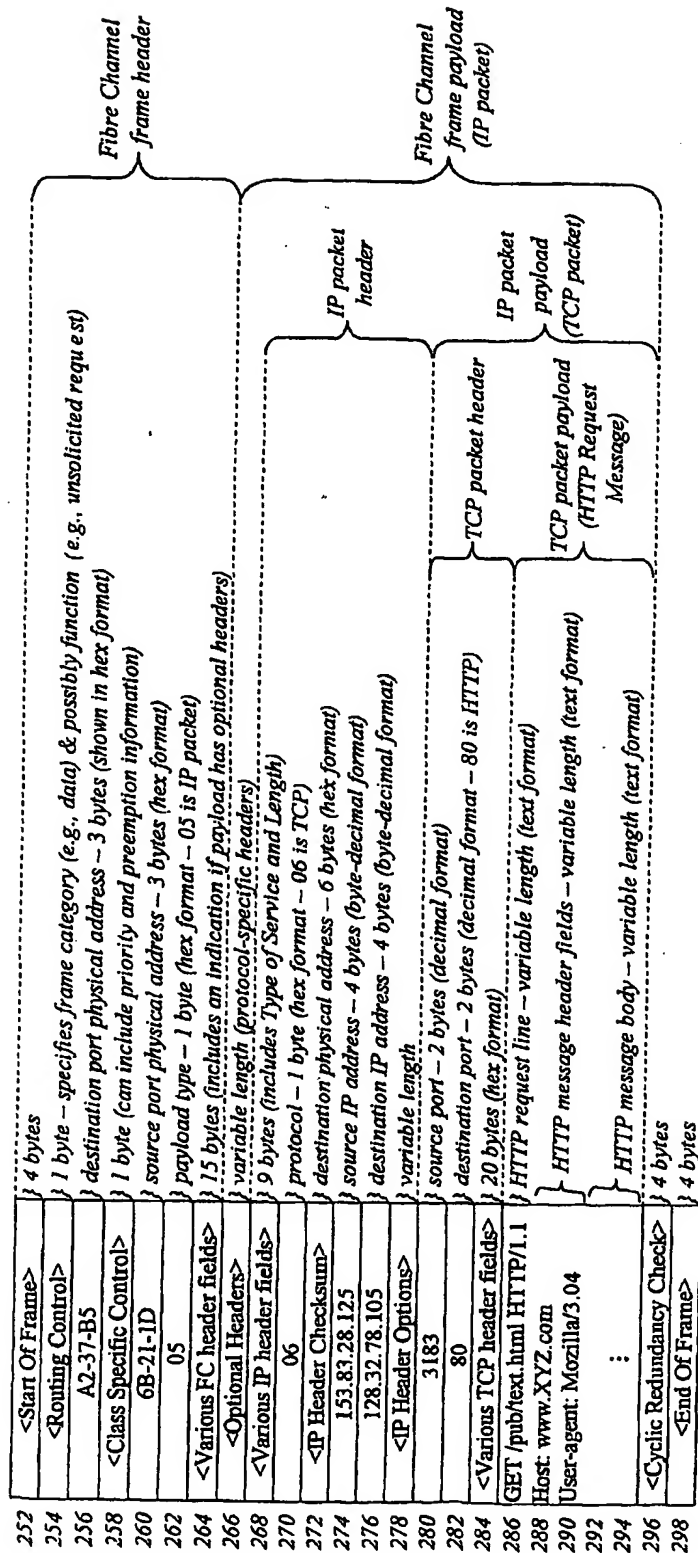 252 <Start Of Frame> } 4 bytes
254 <Routing Control> } 1 byte – specifies frame category (e.g., data) & possibly function (e.g., unsolicited request)
256 A2-37-B5 } destination port physical address – 3 bytes (shown in hex format)
258 <Class Specific Control> } 1 byte (can include priority and preemption information)
260 6B-21-1D } source port physical address – 3 bytes (hex format)
262 05 } payload type – 1 byte (hex format – 05 is IP packet)
264 <Various FC header fields> } 15 bytes (includes an indication if payload has optional headers)
266 <Optional Headers> } variable length (protocol-specific headers)
268 <Various IP header fields> } 9 bytes (includes Type of Service and Length)
270 06 } protocol – 1 byte (hex format – 06 is TCP)
272 <IP Header Checksum> } destination physical address – 6 bytes (hex format)
274 153.83.28.125 } source IP address – 4 bytes (byte-decimal format)
276 128.32.78.105 } destination IP address – 4 bytes (byte-decimal format)
278 <IP Header Options> } variable length
280 3183 } source port – 2 bytes (decimal format)
282 80 } destination port – 2 bytes (decimal format – 80 is HTTP)
284 <Various TCP header fields> } 20 bytes (hex format)
286 GET /pub/text.html HTTP/1.1 } HTTP request line – variable length (text format)
288 Host: www.XYZ.com
290 User-agent: Mozilla/3.04
HTTP message header fields – variable length (text format)
292
294 :
HTTP message body – variable length (text format)
296 <Cyclic Redundancy Check> } 4 bytes
298 <End Of Frame> } 4 bytes
TCP packet header
TCP packet payload
(HTTP Request
Message)
IP packet
header
IP packet
payload
(TCP packet)
Fibre Channel
frame header
Fibre Channel
frame payload
(IP packet)